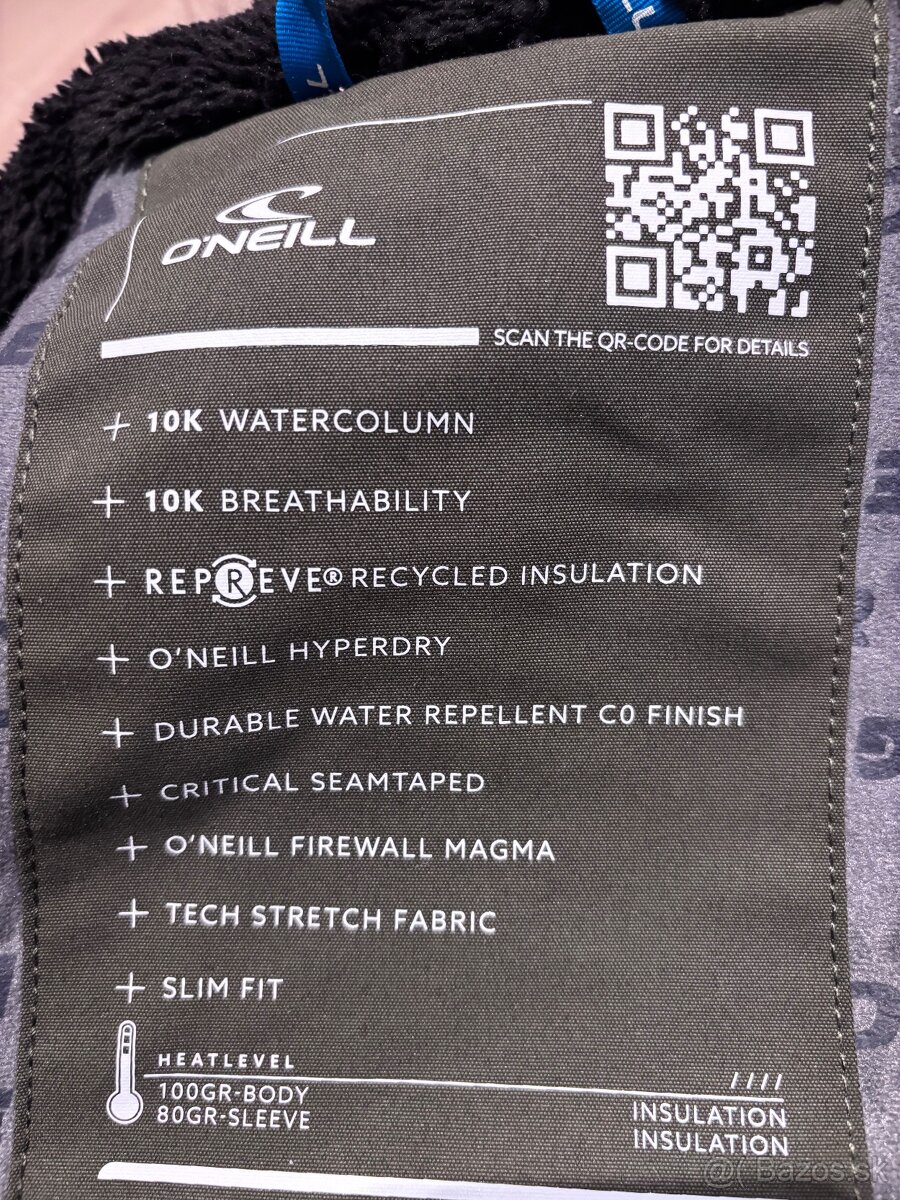 O'NEILL
SCAN THE QR-CODE FOR DETAILS
+ 10K WATERCOLUMN
+ 10K BREATHABILITY
+ REPREVE® RECYCLED INSULATION
+ O'NEILL HYPERDRY
+ DURABLE WATER REPELLENT C0 FINISH
+ CRITICAL SEAMTAPED
+ O'NEILL FIREWALL MAGMA
+ TECH STRETCH FABRIC
+ SLIM FIT
HEATLEVEL
////
100GR-BODY INSULATION
80GR-SLEEVE INSULATION
Bazos.sk